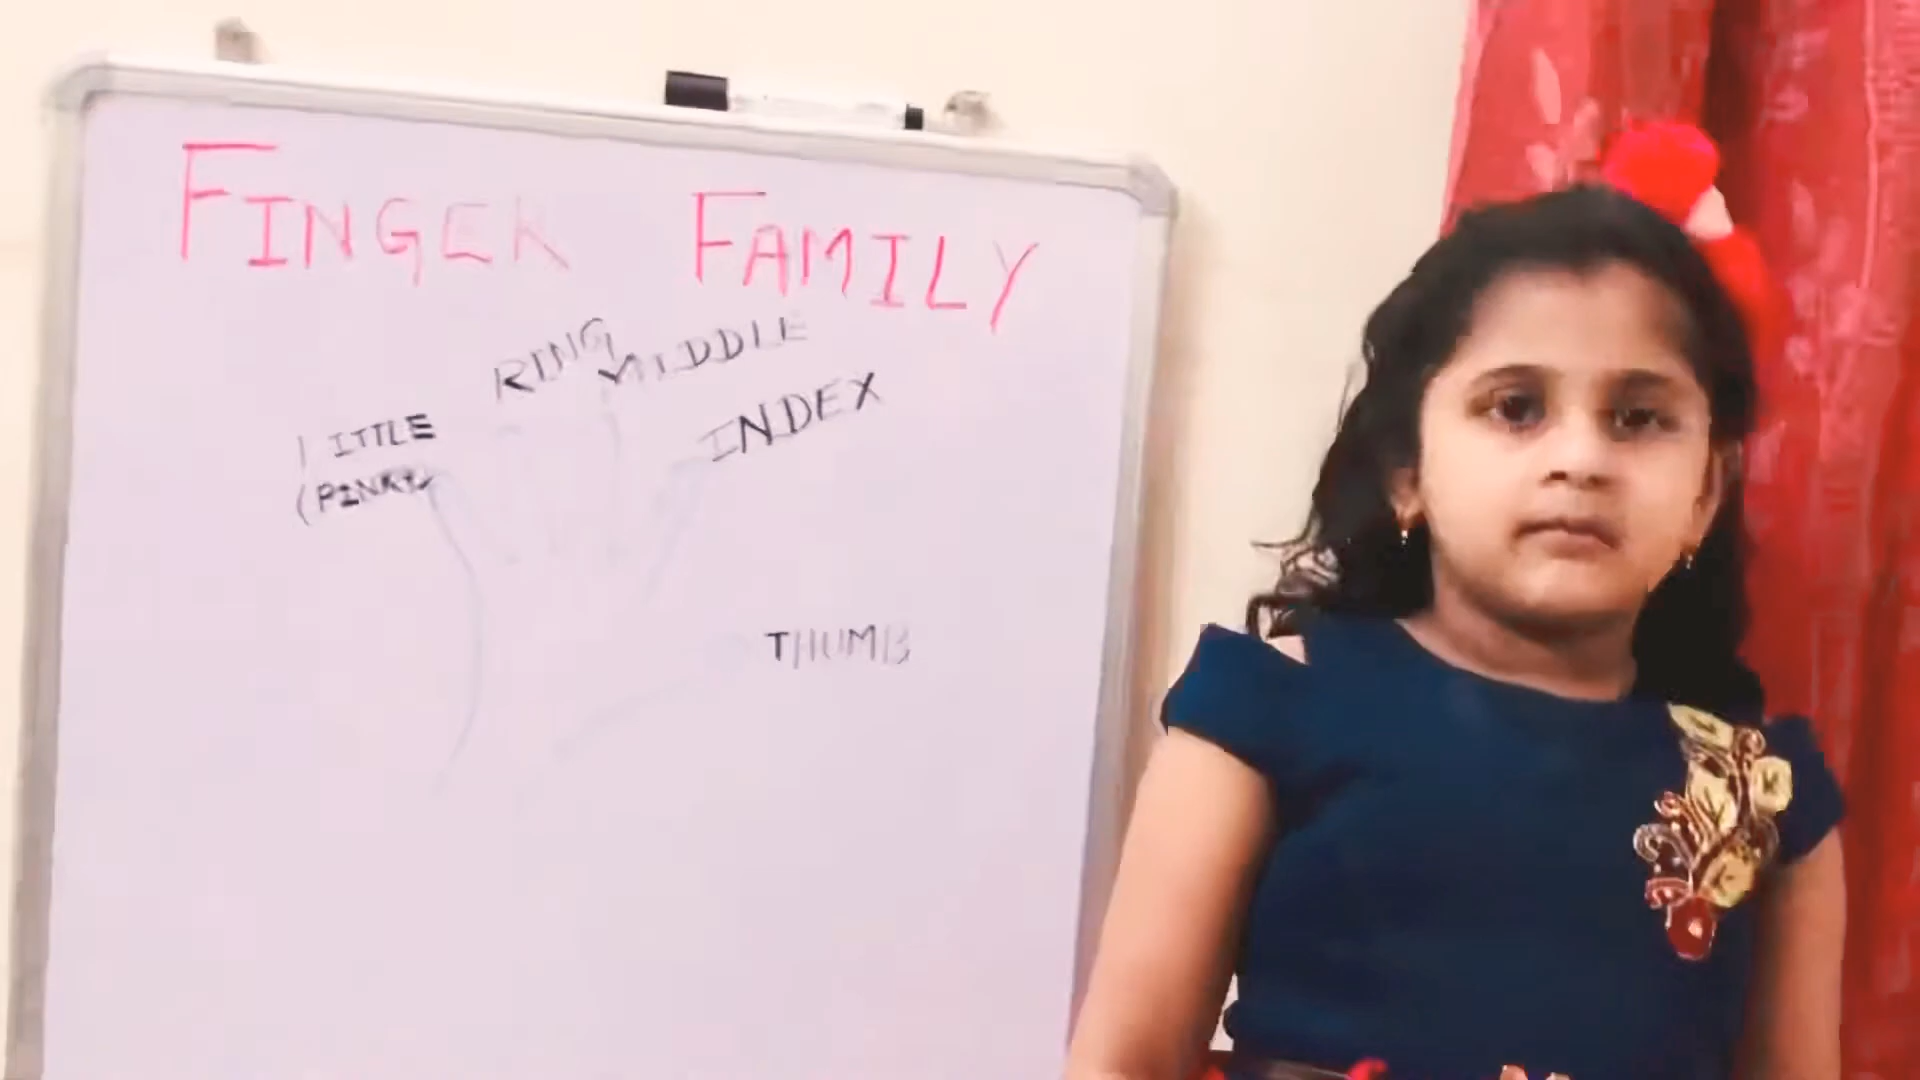 FINGER FAMILY
RING
MIDDLE
INDEX
LITTLE
(PINKY)
THUMB